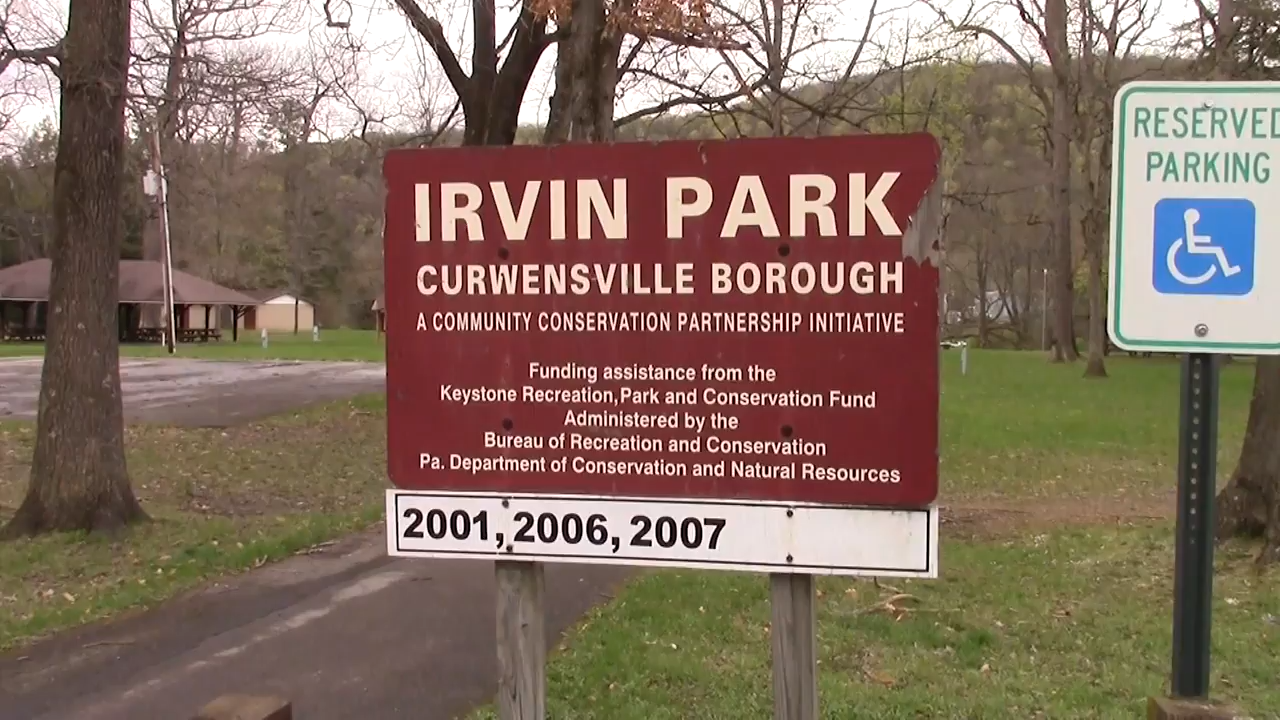 IRVIN PARK
CURWENSVILLE BOROUGH
A COMMUNITY CONSERVATION PARTNERSHIP INITIATIVE
Funding assistance from the
Keystone Recreation, Park and Conservation Fund
Administered by the
Bureau of Recreation and Conservation
Pa. Department of Conservation and Natural Resources
2001, 2006, 2007
RESERVED
PARKING